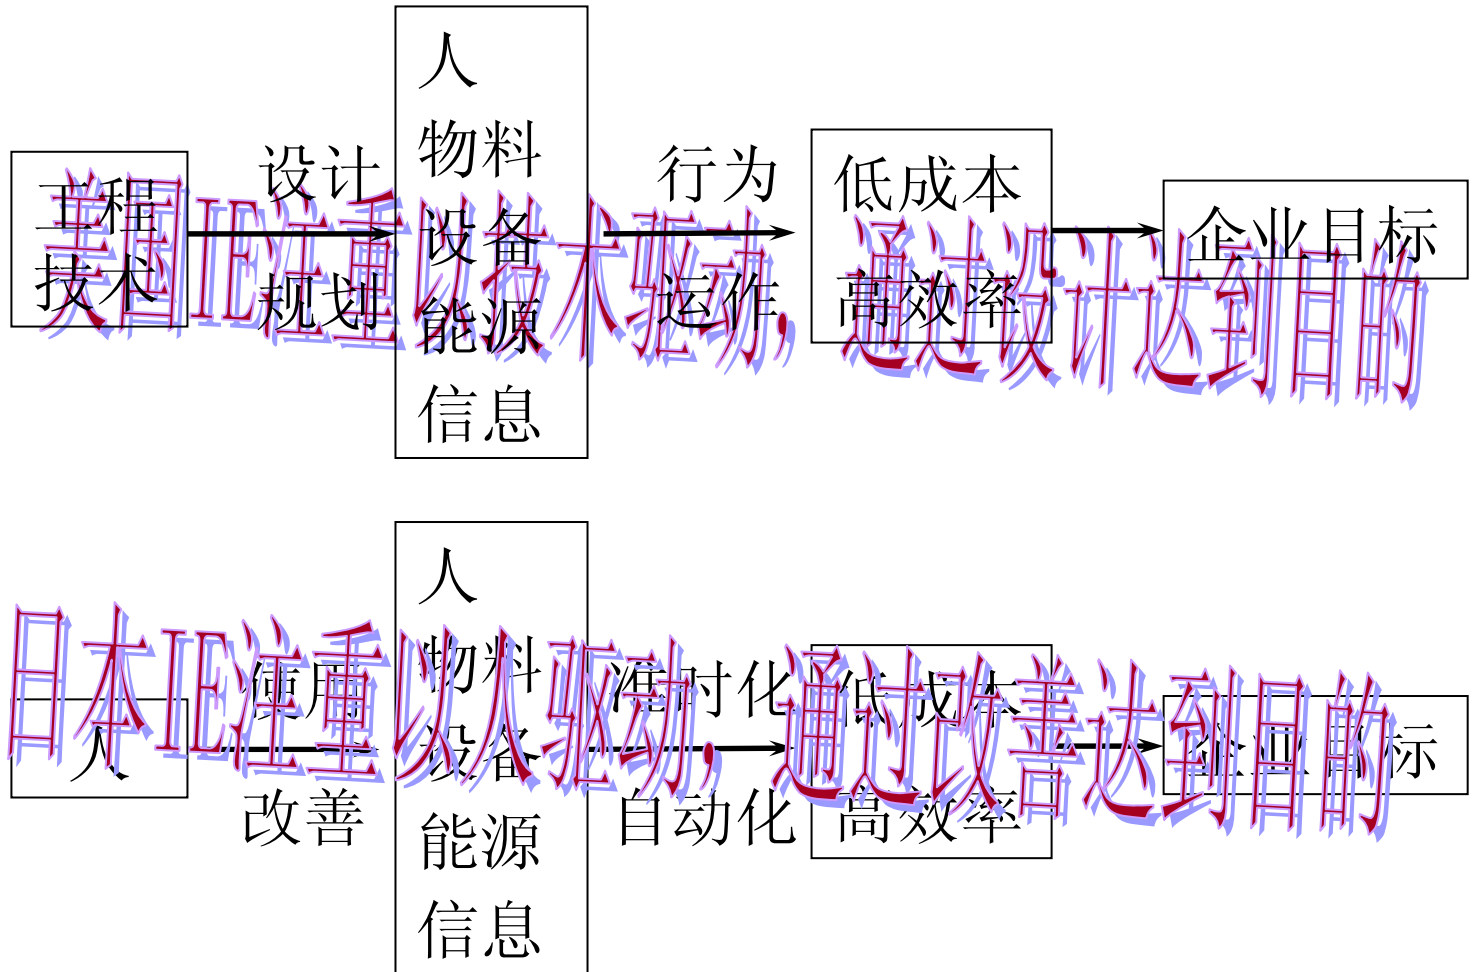 工程
技术
设计
规划
人
物料
设备
能源
信息
行为
运作
低成本
高效率
企业目标
美国IE注重以技术驱动，通过设计达到目的
人
使用
改善
人
物料
设备
能源
信息
准时化
自动化
低成本
高效率
企业目标
日本IE注重以人驱动，通过改善达到目的